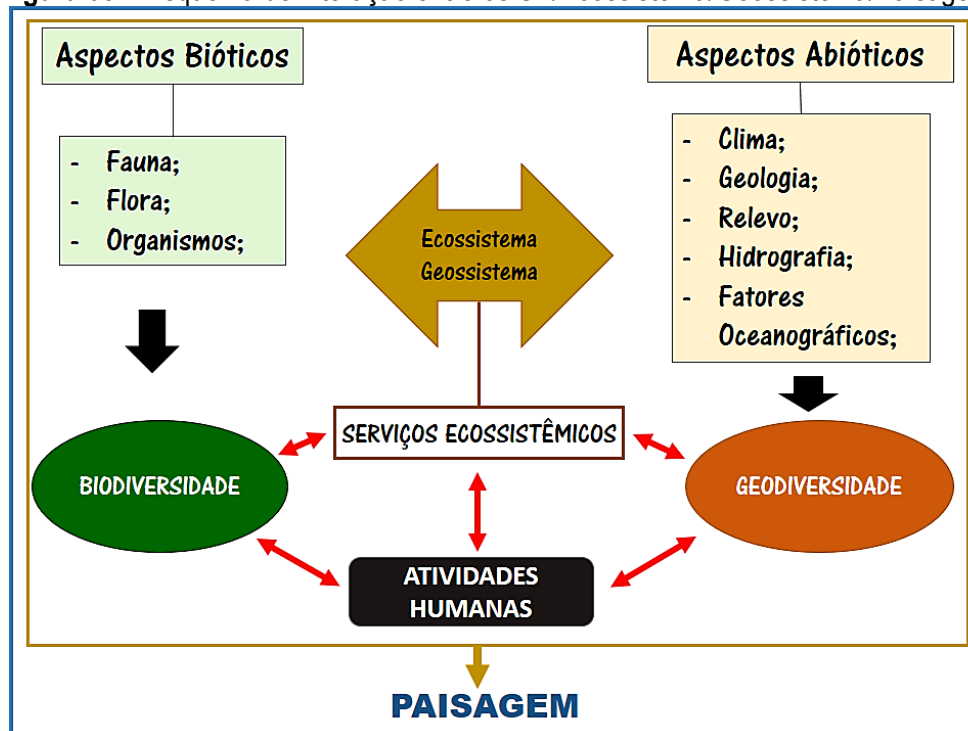 Aspectos Bióticos
- Fauna;
- Flora;
- Organismos;
Aspectos Abióticos
- Clima;
- Geologia;
- Relevo;
- Hidrografia;
- Fatores
Oceanográficos;
Ecossistema
Geossistema
SERVIÇOS ECOSSISTÊMICOS
BIODIVERSIDADE
GEODIVERSIDADE
ATIVIDADES
HUMANAS
PAISAGEM